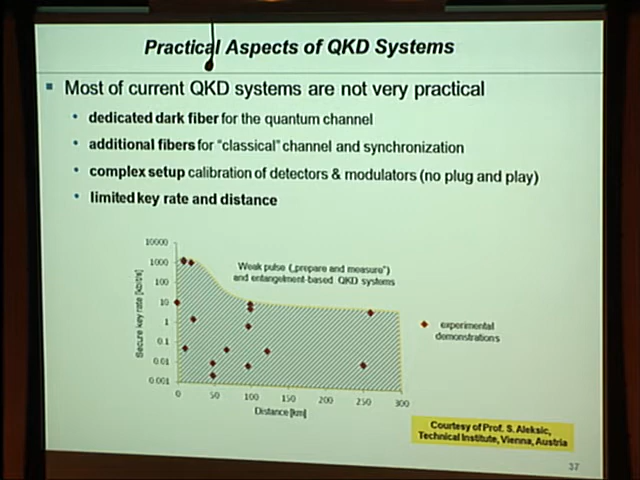 Practical Aspects of QKD Systems
Most of current QKD systems are not very practical
dedicated dark fiber for the quantum channel
additional fibers for "classical" channel and synchronization
complex setup calibration of detectors & modulators (no plug and play)
limited key rate and distance
10000
1000
100
10
1
0.1
0.01
0.001
Secure key rate [kbit/s]
Weak pulse („prepare and measure“)
and entangelment-based QKD systems
experimental
demonstrations
0 50 100 150 200 250 300
Distance [km]
Courtesy of Prof. S. Aleksic,
Technical Institute, Vienna, Austria
37